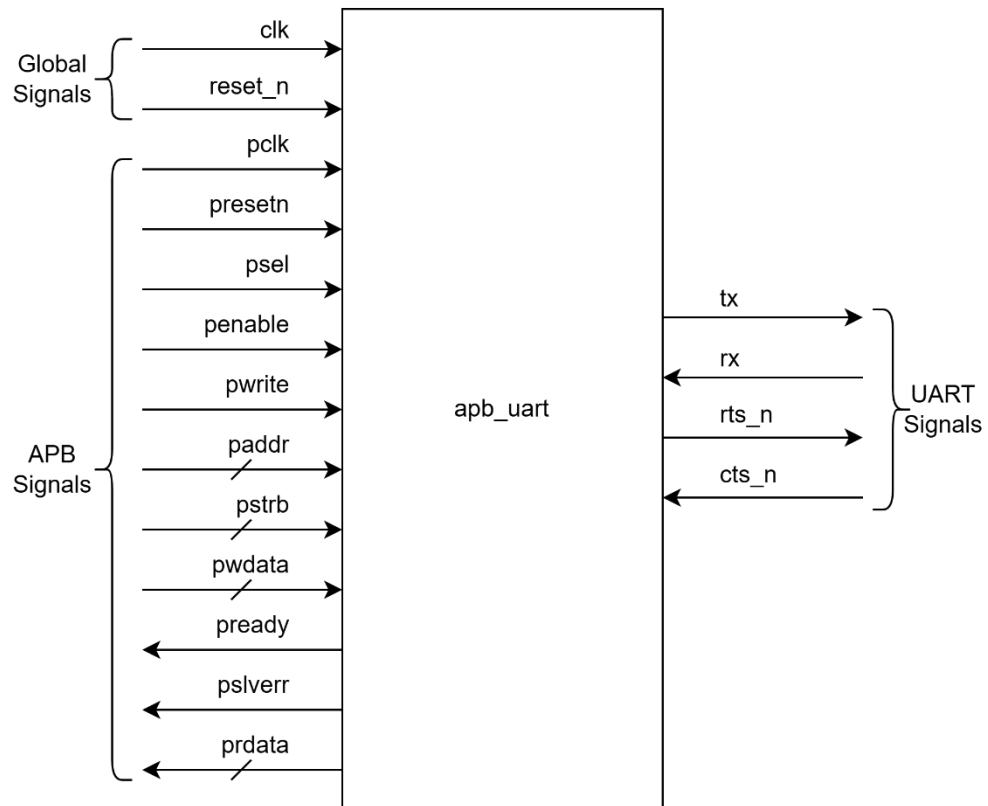 clk
Global
Signals
reset_n
pclk
presetn
psel
penable
pwrite
APB
Signals
paddr
pstrb
pwdata
pready
pslverr
prdata
apb_uart
tx
rx
rts_n
cts_n
UART
Signals